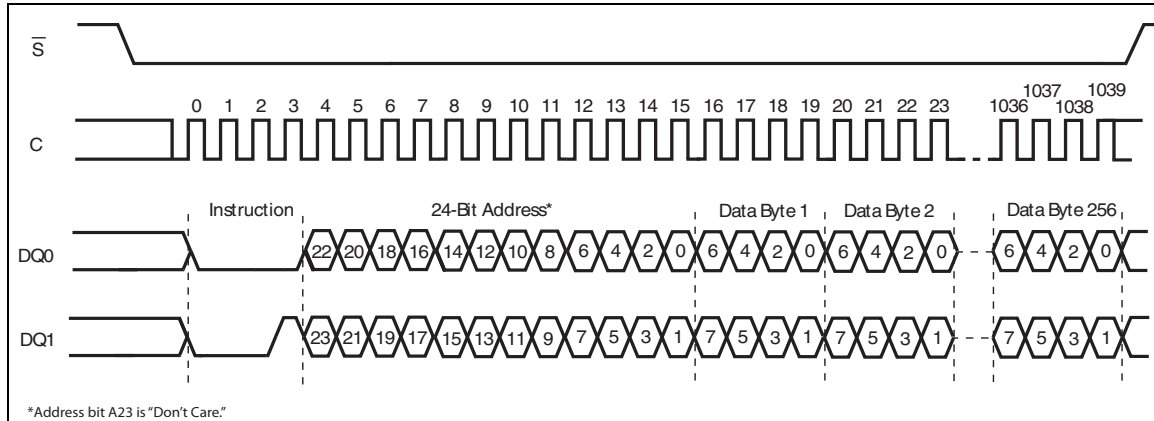 S
0 1 2 3 4 5 6 7 8 9 10 11 12 13 14 15 16 17 18 19 20 21 22 23 1036 1037 1038 1039
C
Instruction 24-Bit Address* Data Byte 1 Data Byte 2 Data Byte 256
DQ0 22 20 18 16 14 12 10 8 6 4 2 0 6 4 2 0 6 4 2 0 6 4 2 0
DQ1 23 21 19 17 15 13 11 9 7 5 3 1 7 5 3 1 7 5 3 1 7 5 3 1
*Address bit A23 is “Don’t Care.”